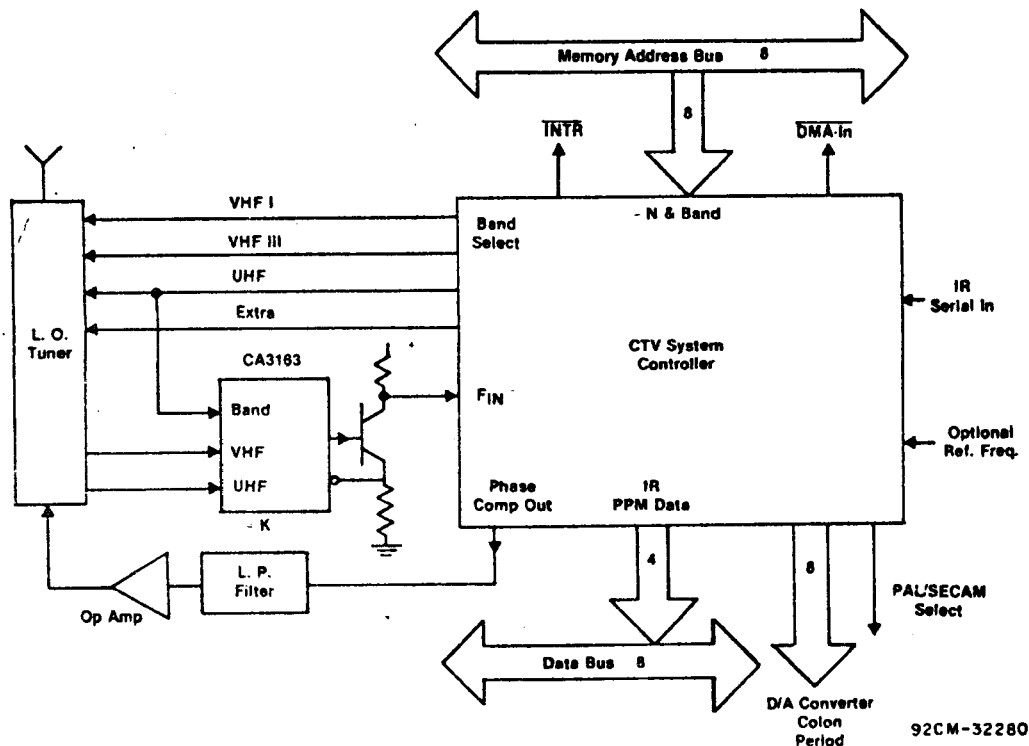 Memory Address Bus 8
8
INTR
DMA-In
VHF I
VHF III
UHF
Extra
Band
Select
- N & Band
IR
Serial In
L. O.
Tuner
CA3163
CTV System
Controller
Band
VHF
UHF
- K
FIN
Optional
Ref. Freq.
Phase
Comp Out
IR
PPM Data
4
8
L. P.
Filter
Op Amp
PAL/SECAM
Select
Data Bus 8
D/A Converter
Colon
Period
92CM-32280